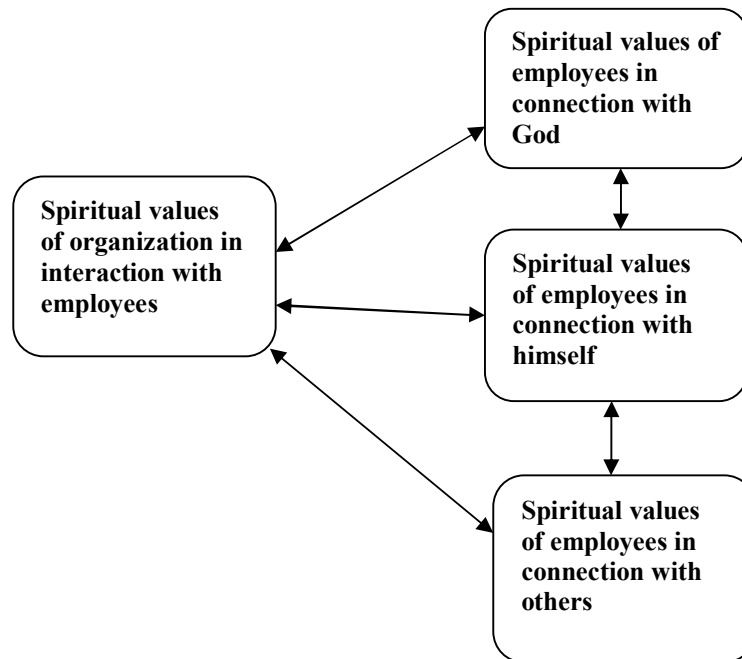 Spiritual values of
employees in
connection with
God
Spiritual values
of organization in
interaction with
employees
Spiritual values
of employees in
connection with
himself
Spiritual values
of employees in
connection with
others